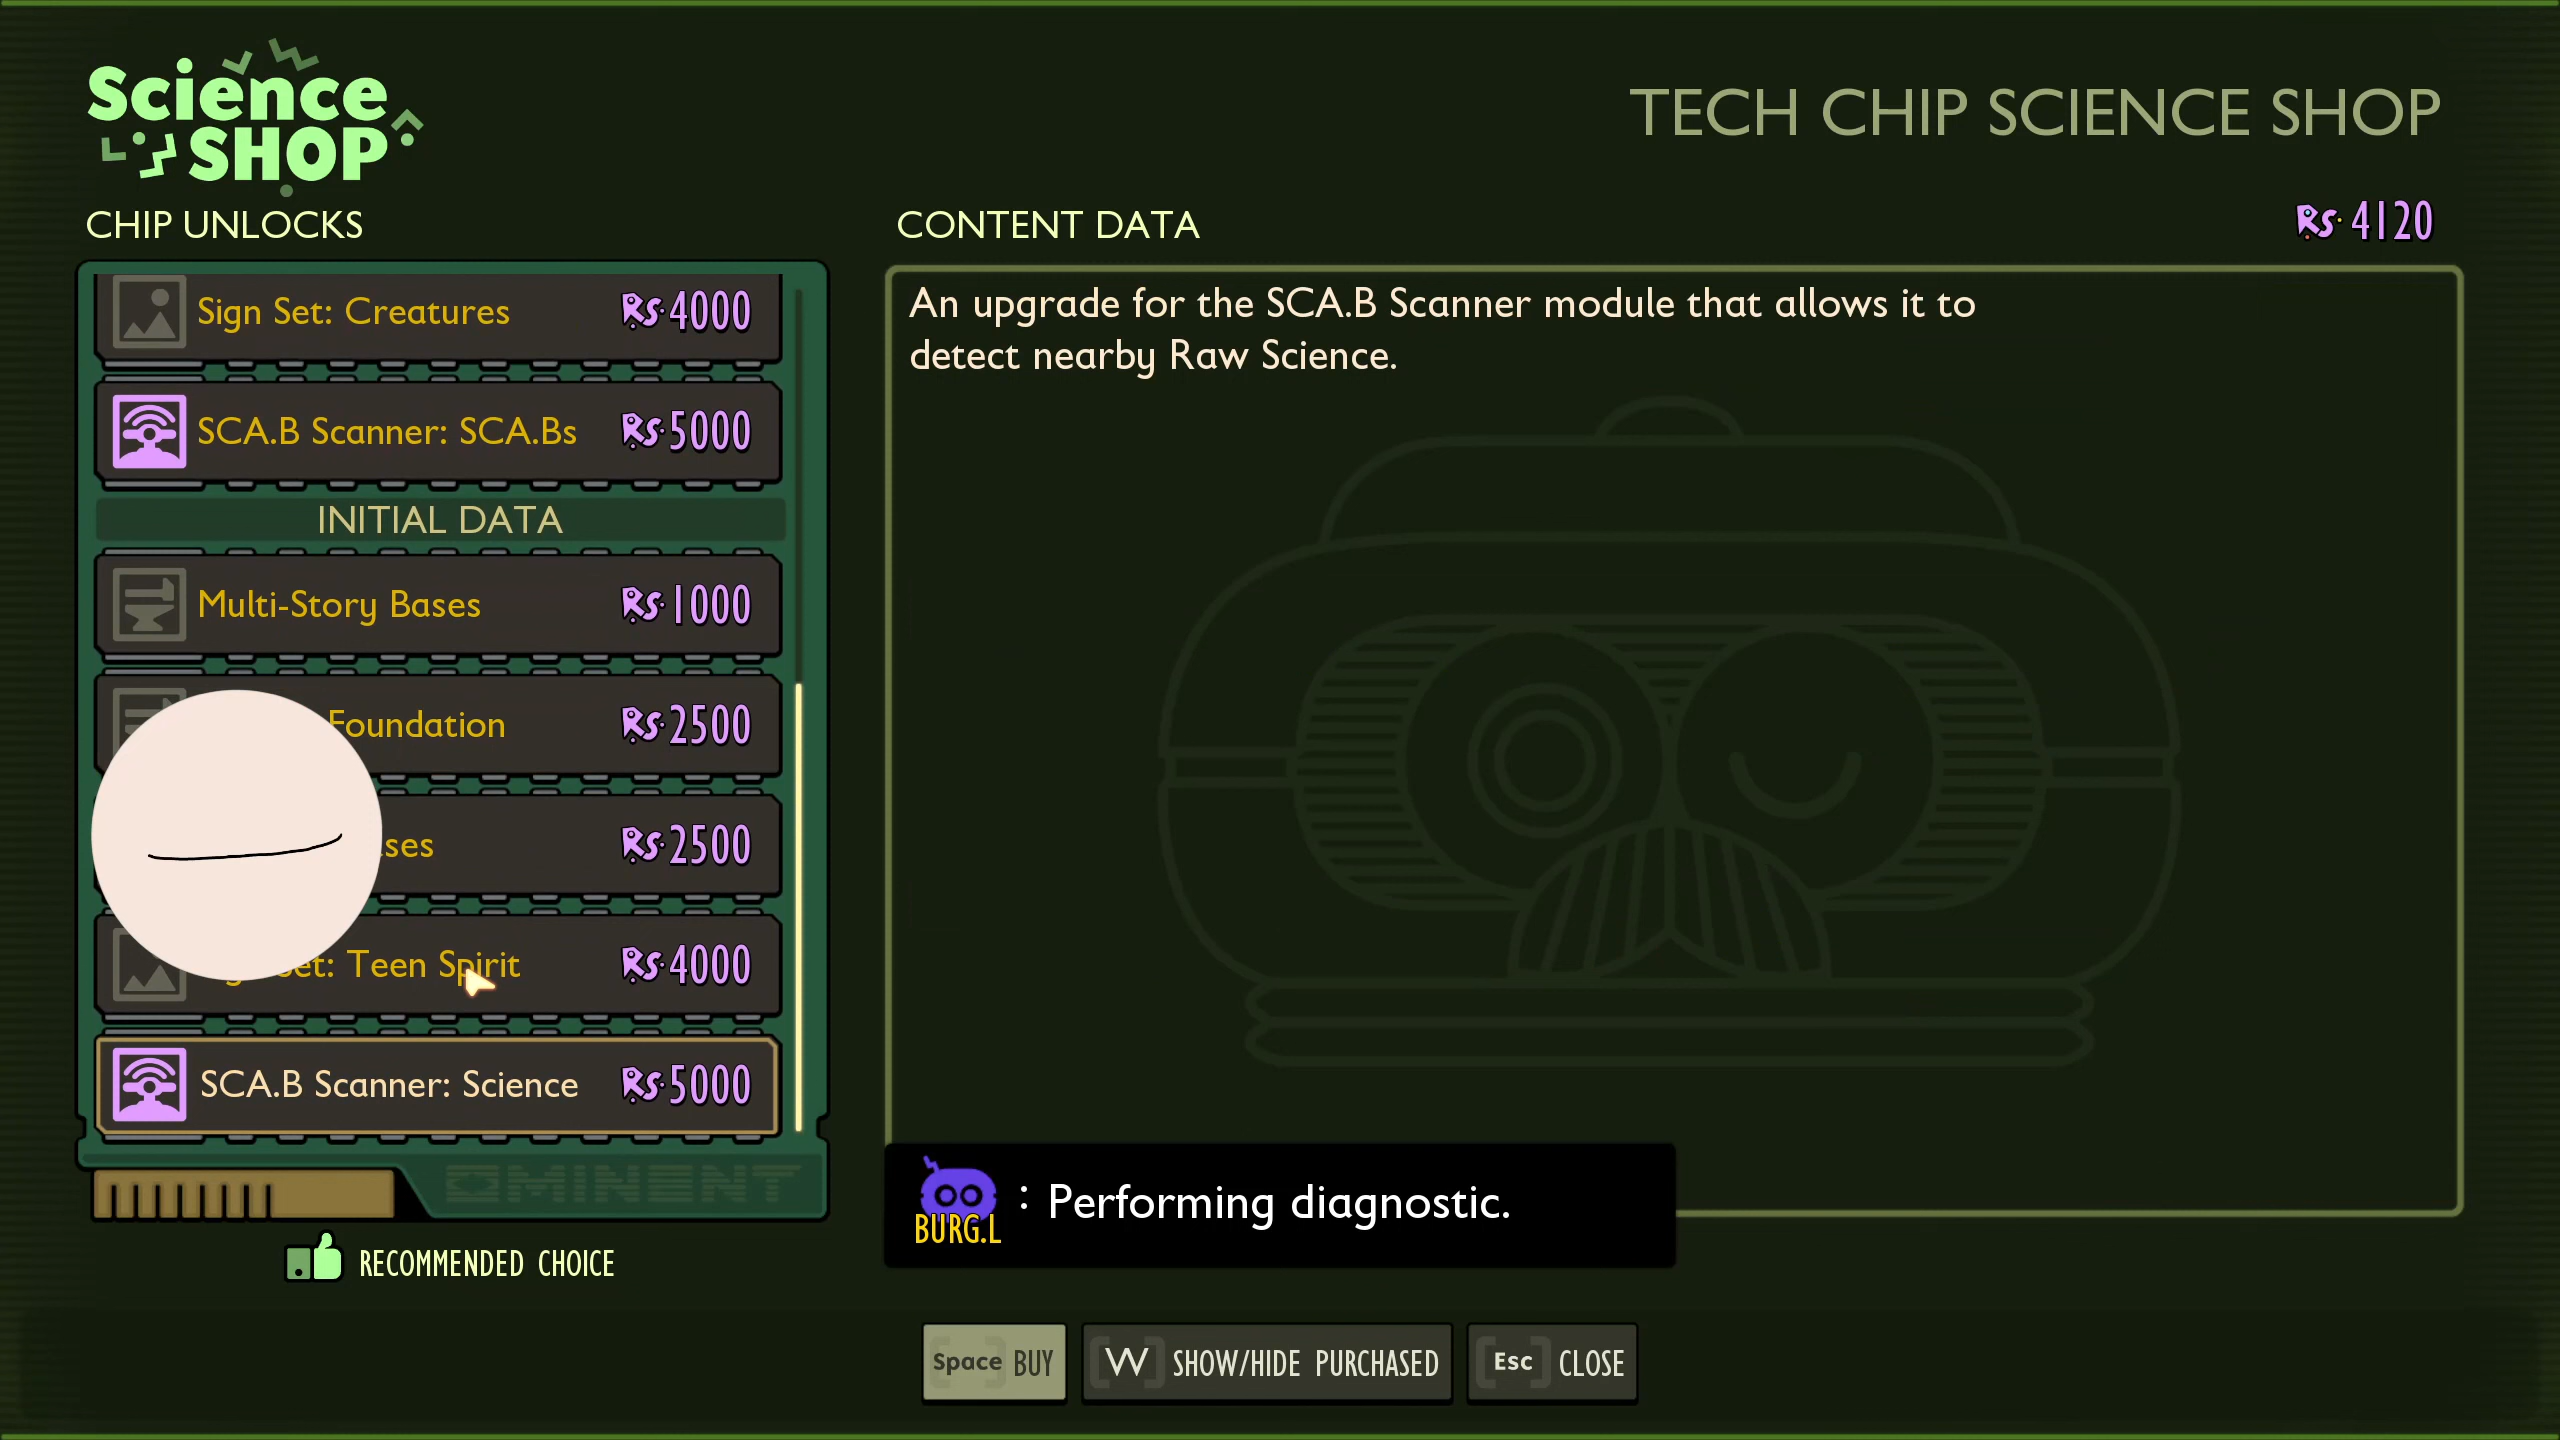 Science
SHOP
TECH CHIP SCIENCE SHOP
CHIP UNLOCKS
CONTENT DATA
RS 4120
Sign Set: Creatures RS 4000
SCA.B Scanner: SCA.Bs RS 5000
INITIAL DATA
Multi-Story Bases RS 1000
Foundation RS 2500
RS 2500
Teen Spirit RS 4000
SCA.B Scanner: Science RS 5000
OMINENT
RECOMMENDED CHOICE
An upgrade for the SCA.B Scanner module that allows it to
detect nearby Raw Science.
BURG.L : Performing diagnostic.
Space BUY
W SHOW/HIDE PURCHASED
Esc CLOSE